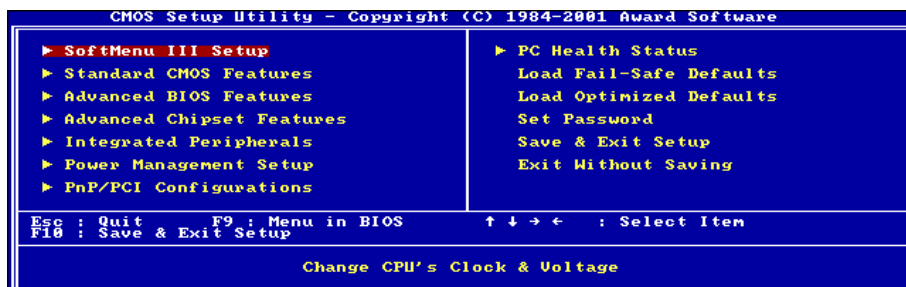 CMOS Setup Utility - Copyright (C) 1984-2001 Award Software
▶ SoftMenu III Setup
▶ Standard CMOS Features
▶ Advanced BIOS Features
▶ Advanced Chipset Features
▶ Integrated Peripherals
▶ Power Management Setup
▶ PnP/PCI Configurations
▶ PC Health Status
Load Fail-Safe Defaults
Load Optimized Defaults
Set Password
Save & Exit Setup
Exit Without Saving
Esc : Quit F9 : Menu in BIOS ↑ ↓ → ← : Select Item
F10 : Save & Exit Setup
Change CPU's Clock & Voltage